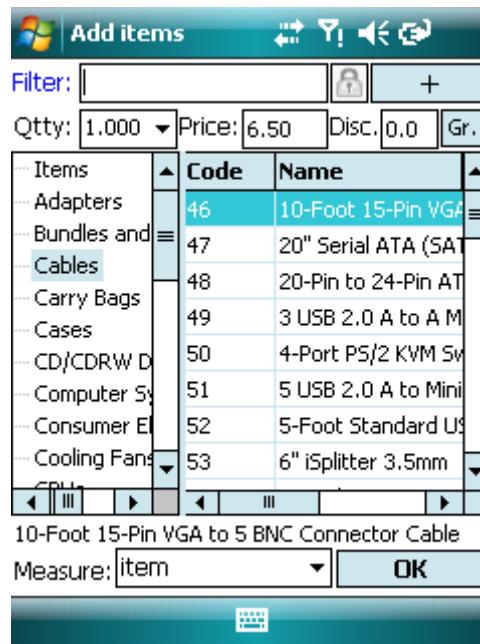 Add items
Filter: +
Qtty: 1.000 Price: 6.50 Disc. 0.0 Gr.
Items
Adapters
Bundles and
Cables
Carry Bags
Cases
CD/CDRW D
Computer Sy
Consumer El
Cooling Fans
CPUs
Code Name
46 10-Foot 15-Pin VGA
47 20" Serial ATA (SAT
48 20-Pin to 24-Pin AT
49 3 USB 2.0 A to A M
50 4-Port PS/2 KVM Sw
51 5 USB 2.0 A to Mini
52 5-Foot Standard US
53 6" iSplitter 3.5mm
10-Foot 15-Pin VGA to 5 BNC Connector Cable
Measure: item OK